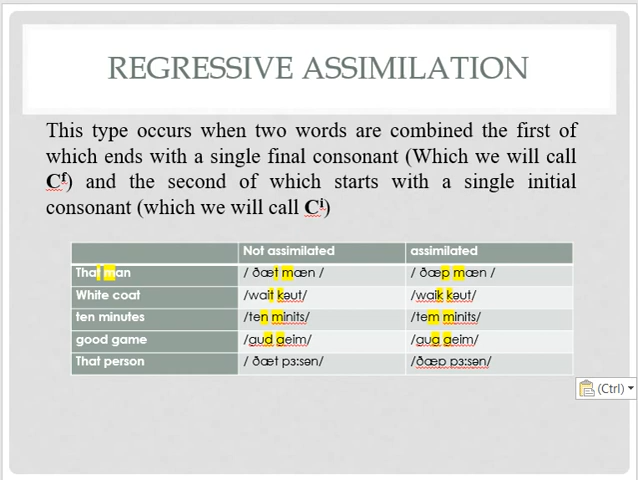 REGRESSIVE ASSIMILATION
This type occurs when two words are combined the first of
which ends with a single final consonant (Which we will call
Cᶠ) and the second of which starts with a single initial
consonant (which we will call Cⁱ)
Not assimilated assimilated
That man / ðæt mæn / / ðæp mæn /
White coat /wait kəut/ /waik kəut/
ten minutes /ten minits/ /tem minits/
good game /gud geim/ /gug geim/
That person / ðæt pɜ:sən/ /ðæp pɜ:sən/
(Ctrl)